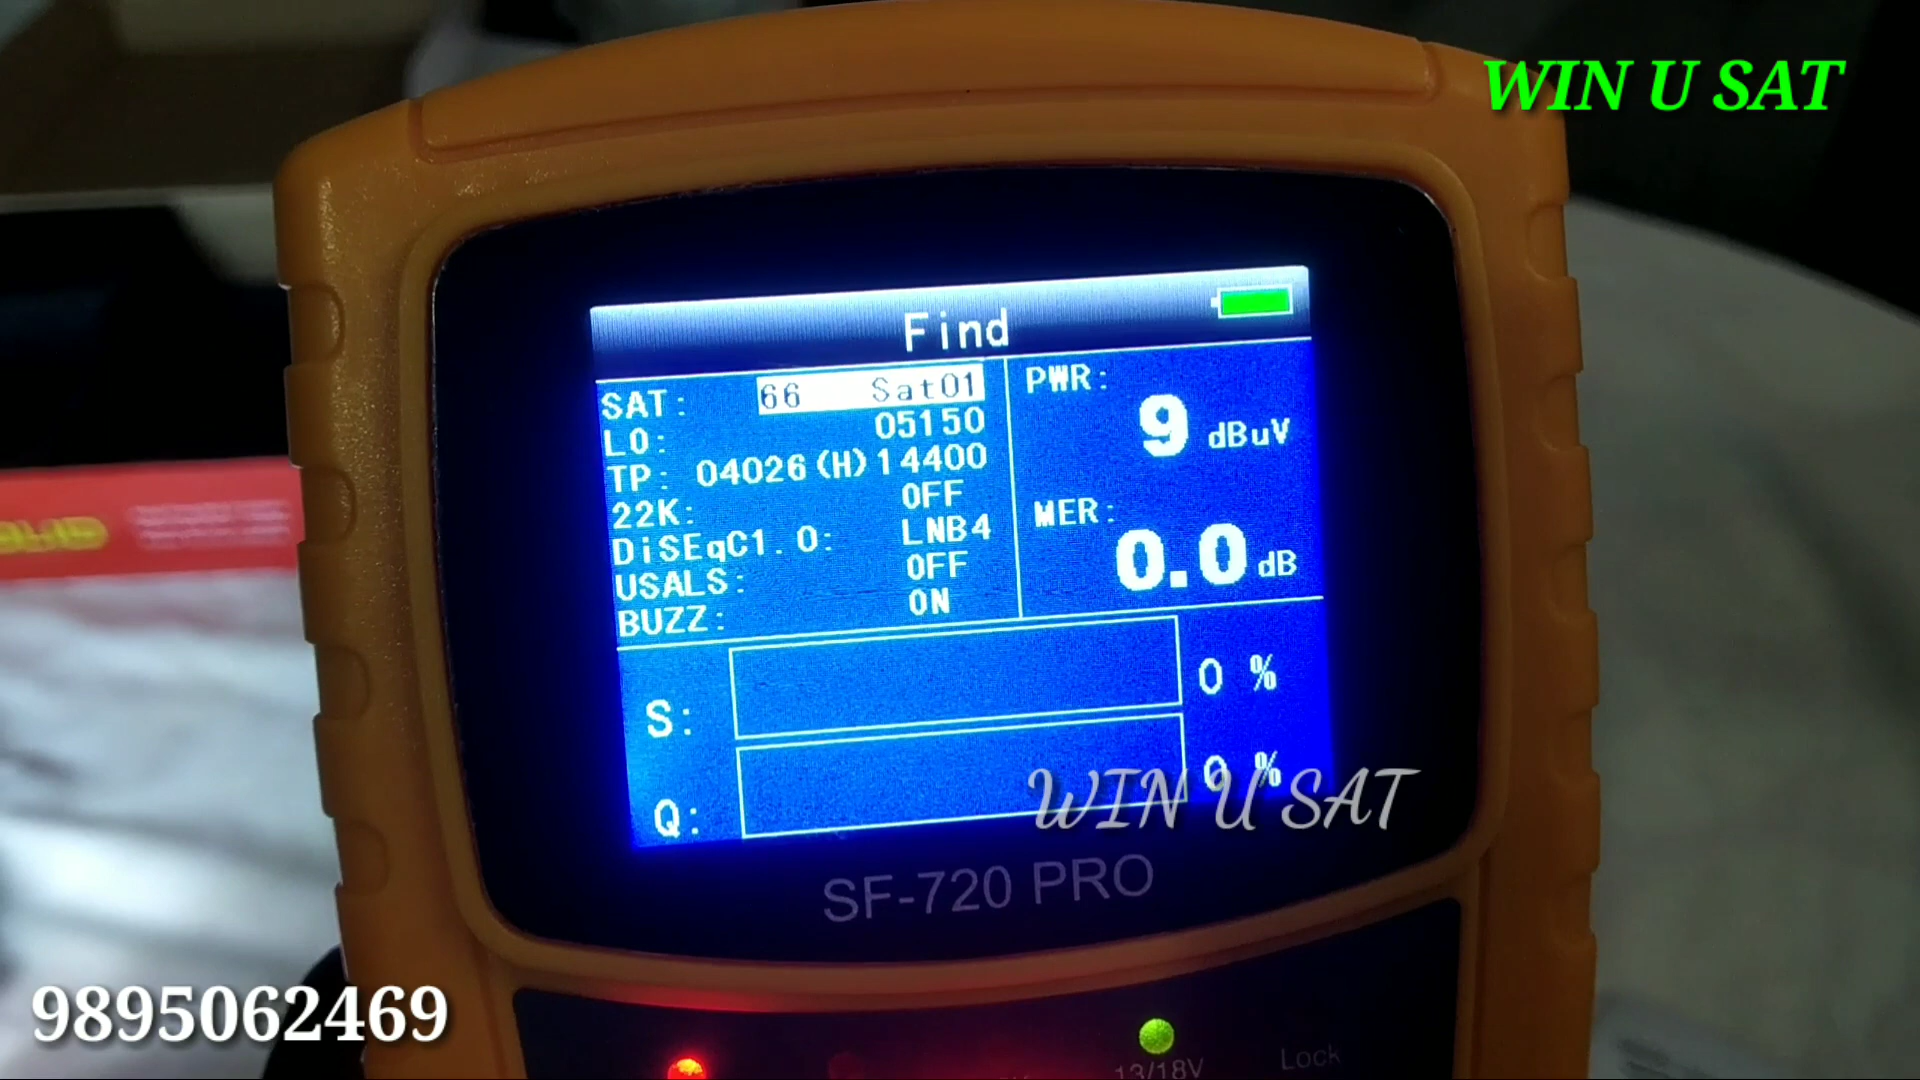 WIN U SAT
Find
SAT: 66 Sat01
LO: 05150
TP: 04026(H)14400
22K: OFF
DiSEqC1.0: LNB4
USALS: OFF
BUZZ: ON
PWR:
9 dBuV
MER:
0.0 dB
S: 0 %
Q: 0 %
WIN U SAT
SF-720 PRO
9895062469
13/18V
Lock